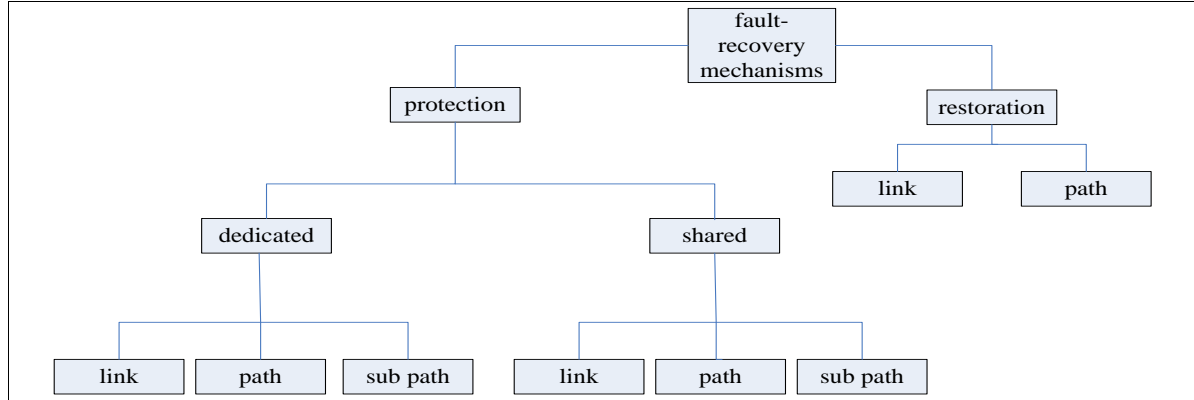 fault-
recovery
mechanisms
protection
restoration
link
path
dedicated
shared
link
path
sub path
link
path
sub path